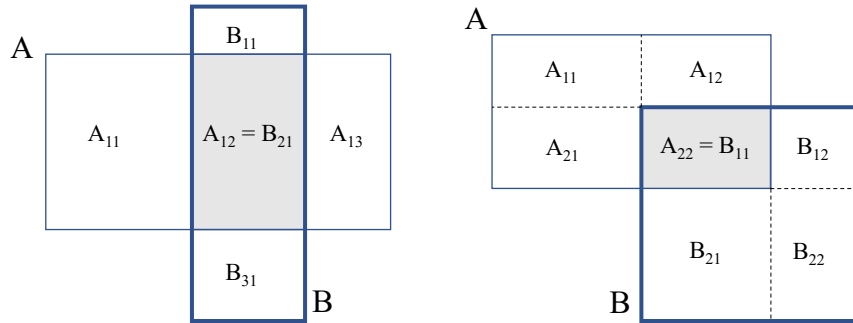 A
B₁₁
A₁₁
A₁₂ = B₂₁
A₁₃
B₃₁
B
A
A₁₁
A₁₂
A₂₁
A₂₂ = B₁₁
B₁₂
B₂₁
B₂₂
B